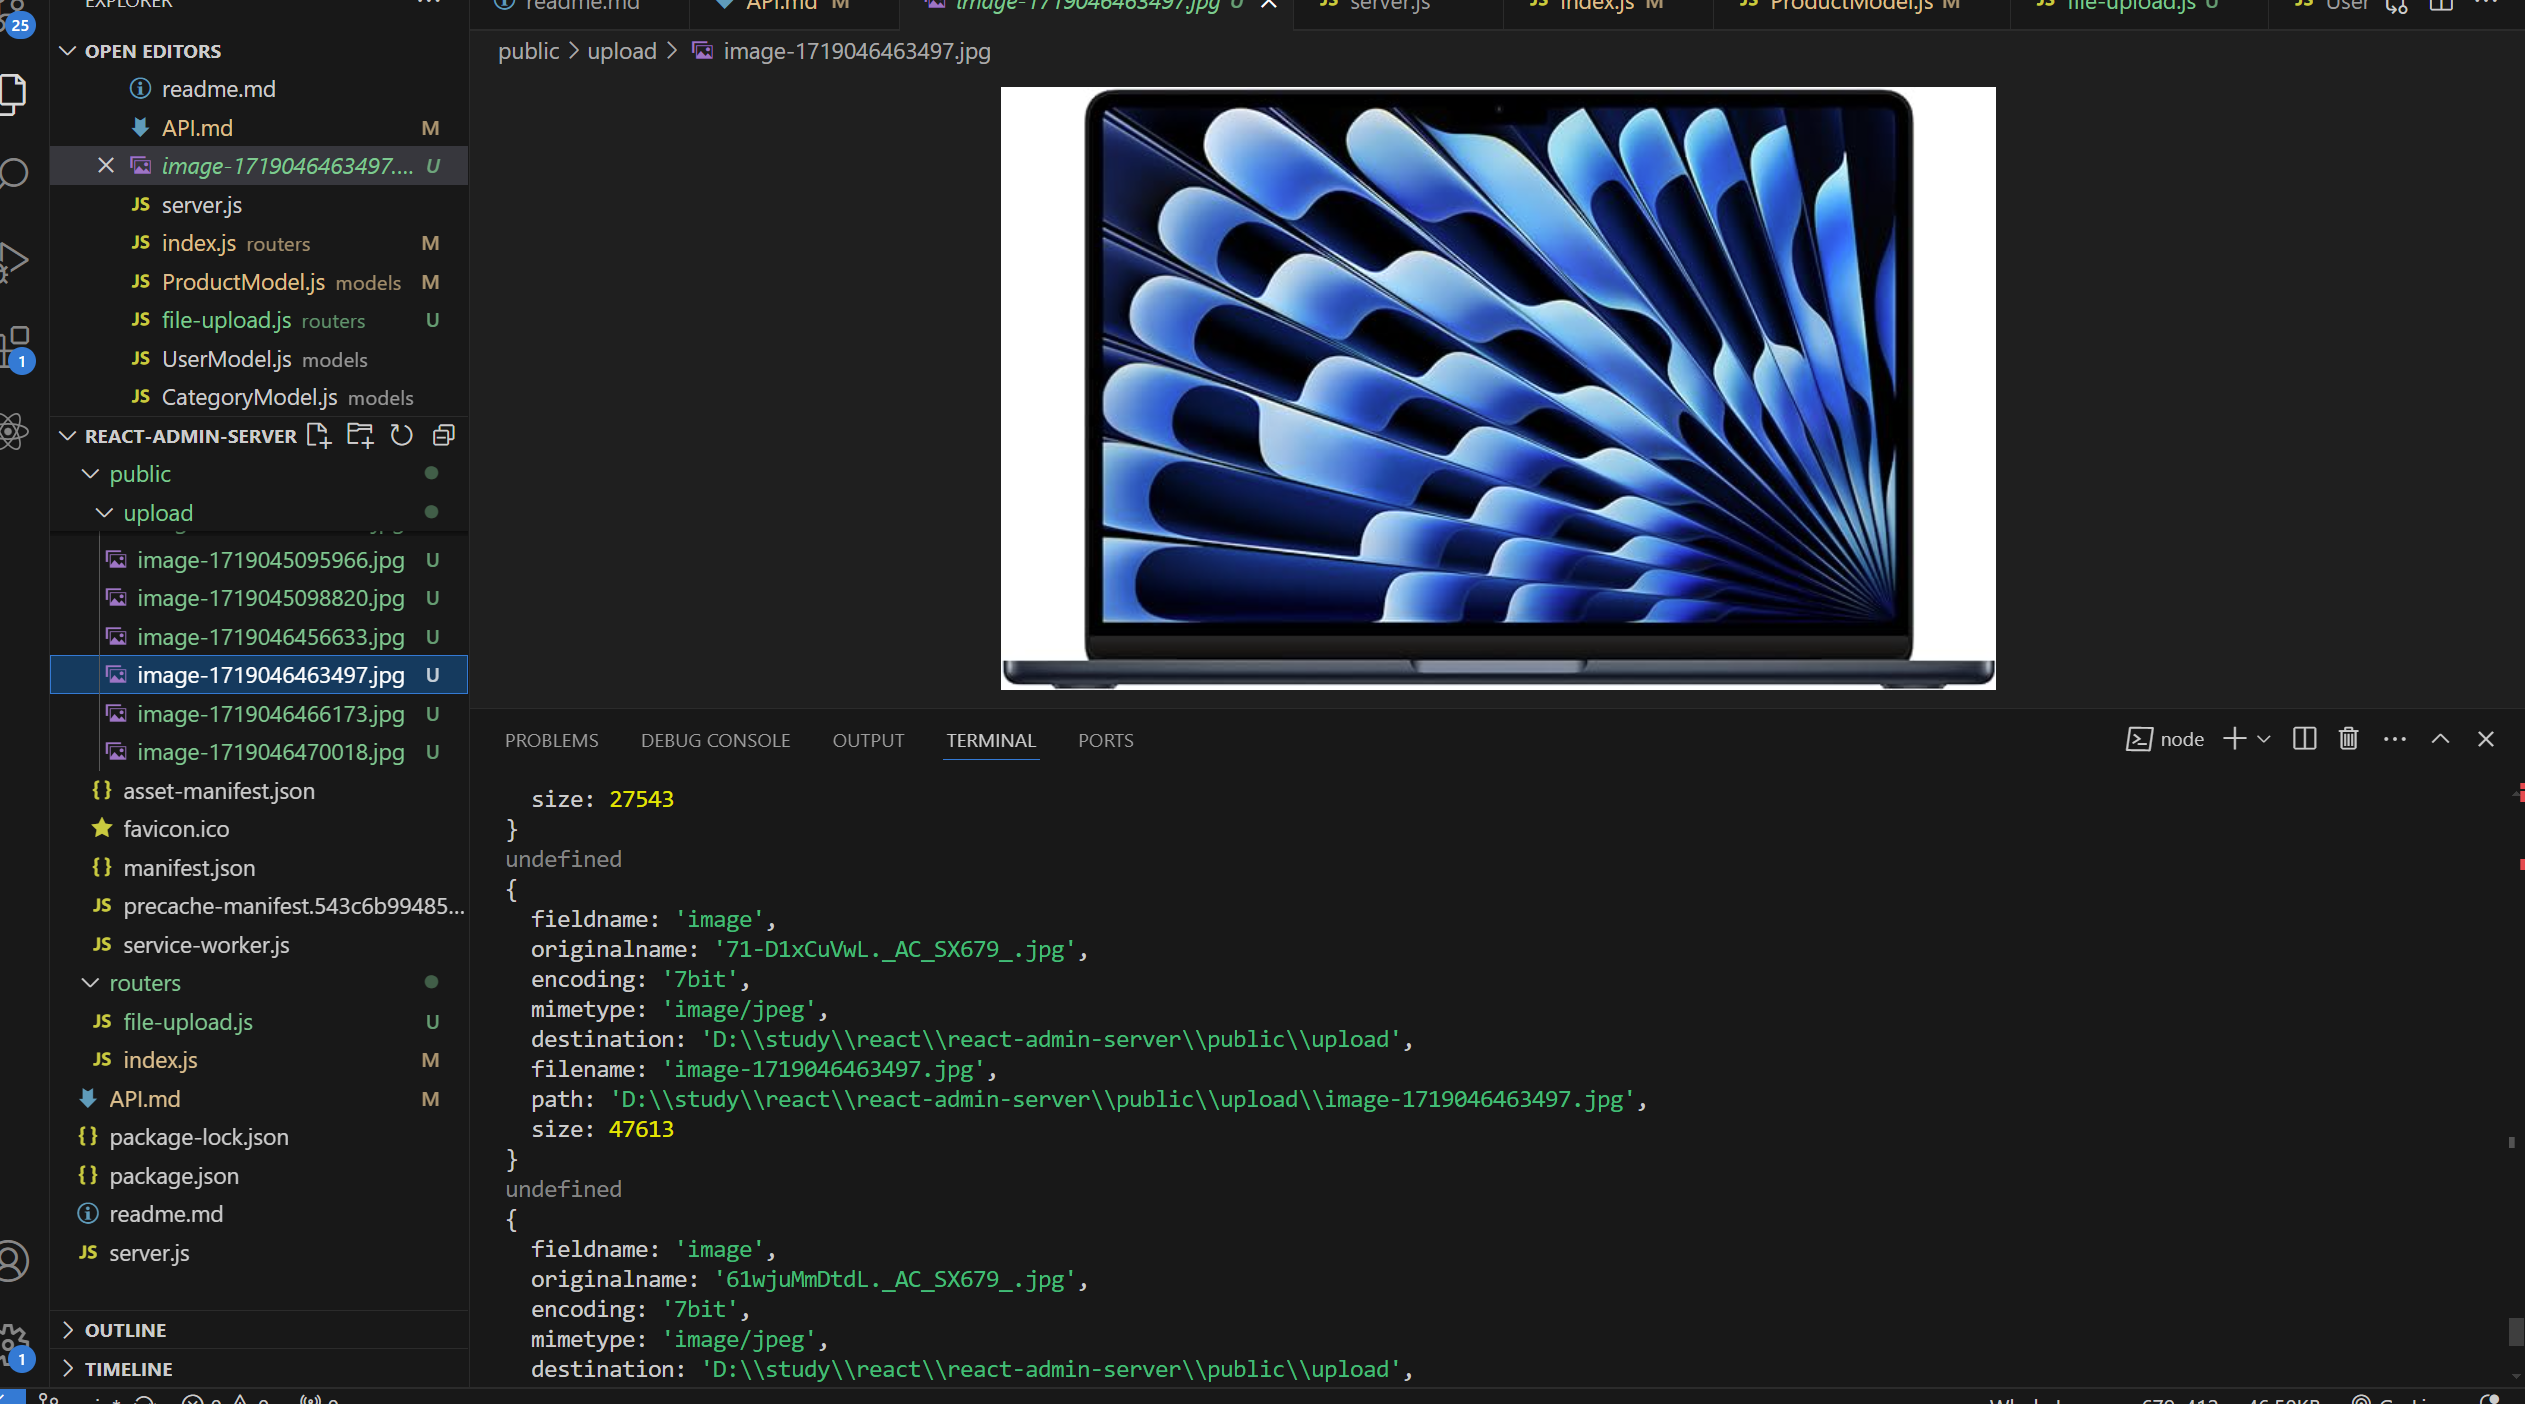 25
EXPLORER
OPEN EDITORS
readme.md
API.md M
image-1719046463497.... U
server.js
index.js routers M
ProductModel.js models M
file-upload.js routers U
UserModel.js models
CategoryModel.js models
1
REACT-ADMIN-SERVER
public
upload
image-1719045095966.jpg U
image-1719045098820.jpg U
image-1719046456633.jpg U
image-1719046463497.jpg U
image-1719046466173.jpg U
image-1719046470018.jpg U
asset-manifest.json
favicon.ico
manifest.json
precache-manifest.543c6b99485...
service-worker.js
routers
file-upload.js U
index.js M
API.md M
package-lock.json
package.json
readme.md
server.js
OUTLINE
1
TIMELINE
readme.md API.md M image-1719046463497.jpg U server.js index.js M ProductModel.js M file-upload.js U User
public > upload > image-1719046463497.jpg
PROBLEMS DEBUG CONSOLE OUTPUT TERMINAL PORTS
node
size: 27543
}
undefined
{
fieldname: 'image',
originalname: '71-D1xCuVwL._AC_SX679_.jpg',
encoding: '7bit',
mimetype: 'image/jpeg',
destination: 'D:\\study\\react\\react-admin-server\\public\\upload',
filename: 'image-1719046463497.jpg',
path: 'D:\\study\\react\\react-admin-server\\public\\upload\\image-1719046463497.jpg',
size: 47613
}
undefined
{
fieldname: 'image',
originalname: '61wjuMmDtdL._AC_SX679_.jpg',
encoding: '7bit',
mimetype: 'image/jpeg',
destination: 'D:\\study\\react\\react-admin-server\\public\\upload',